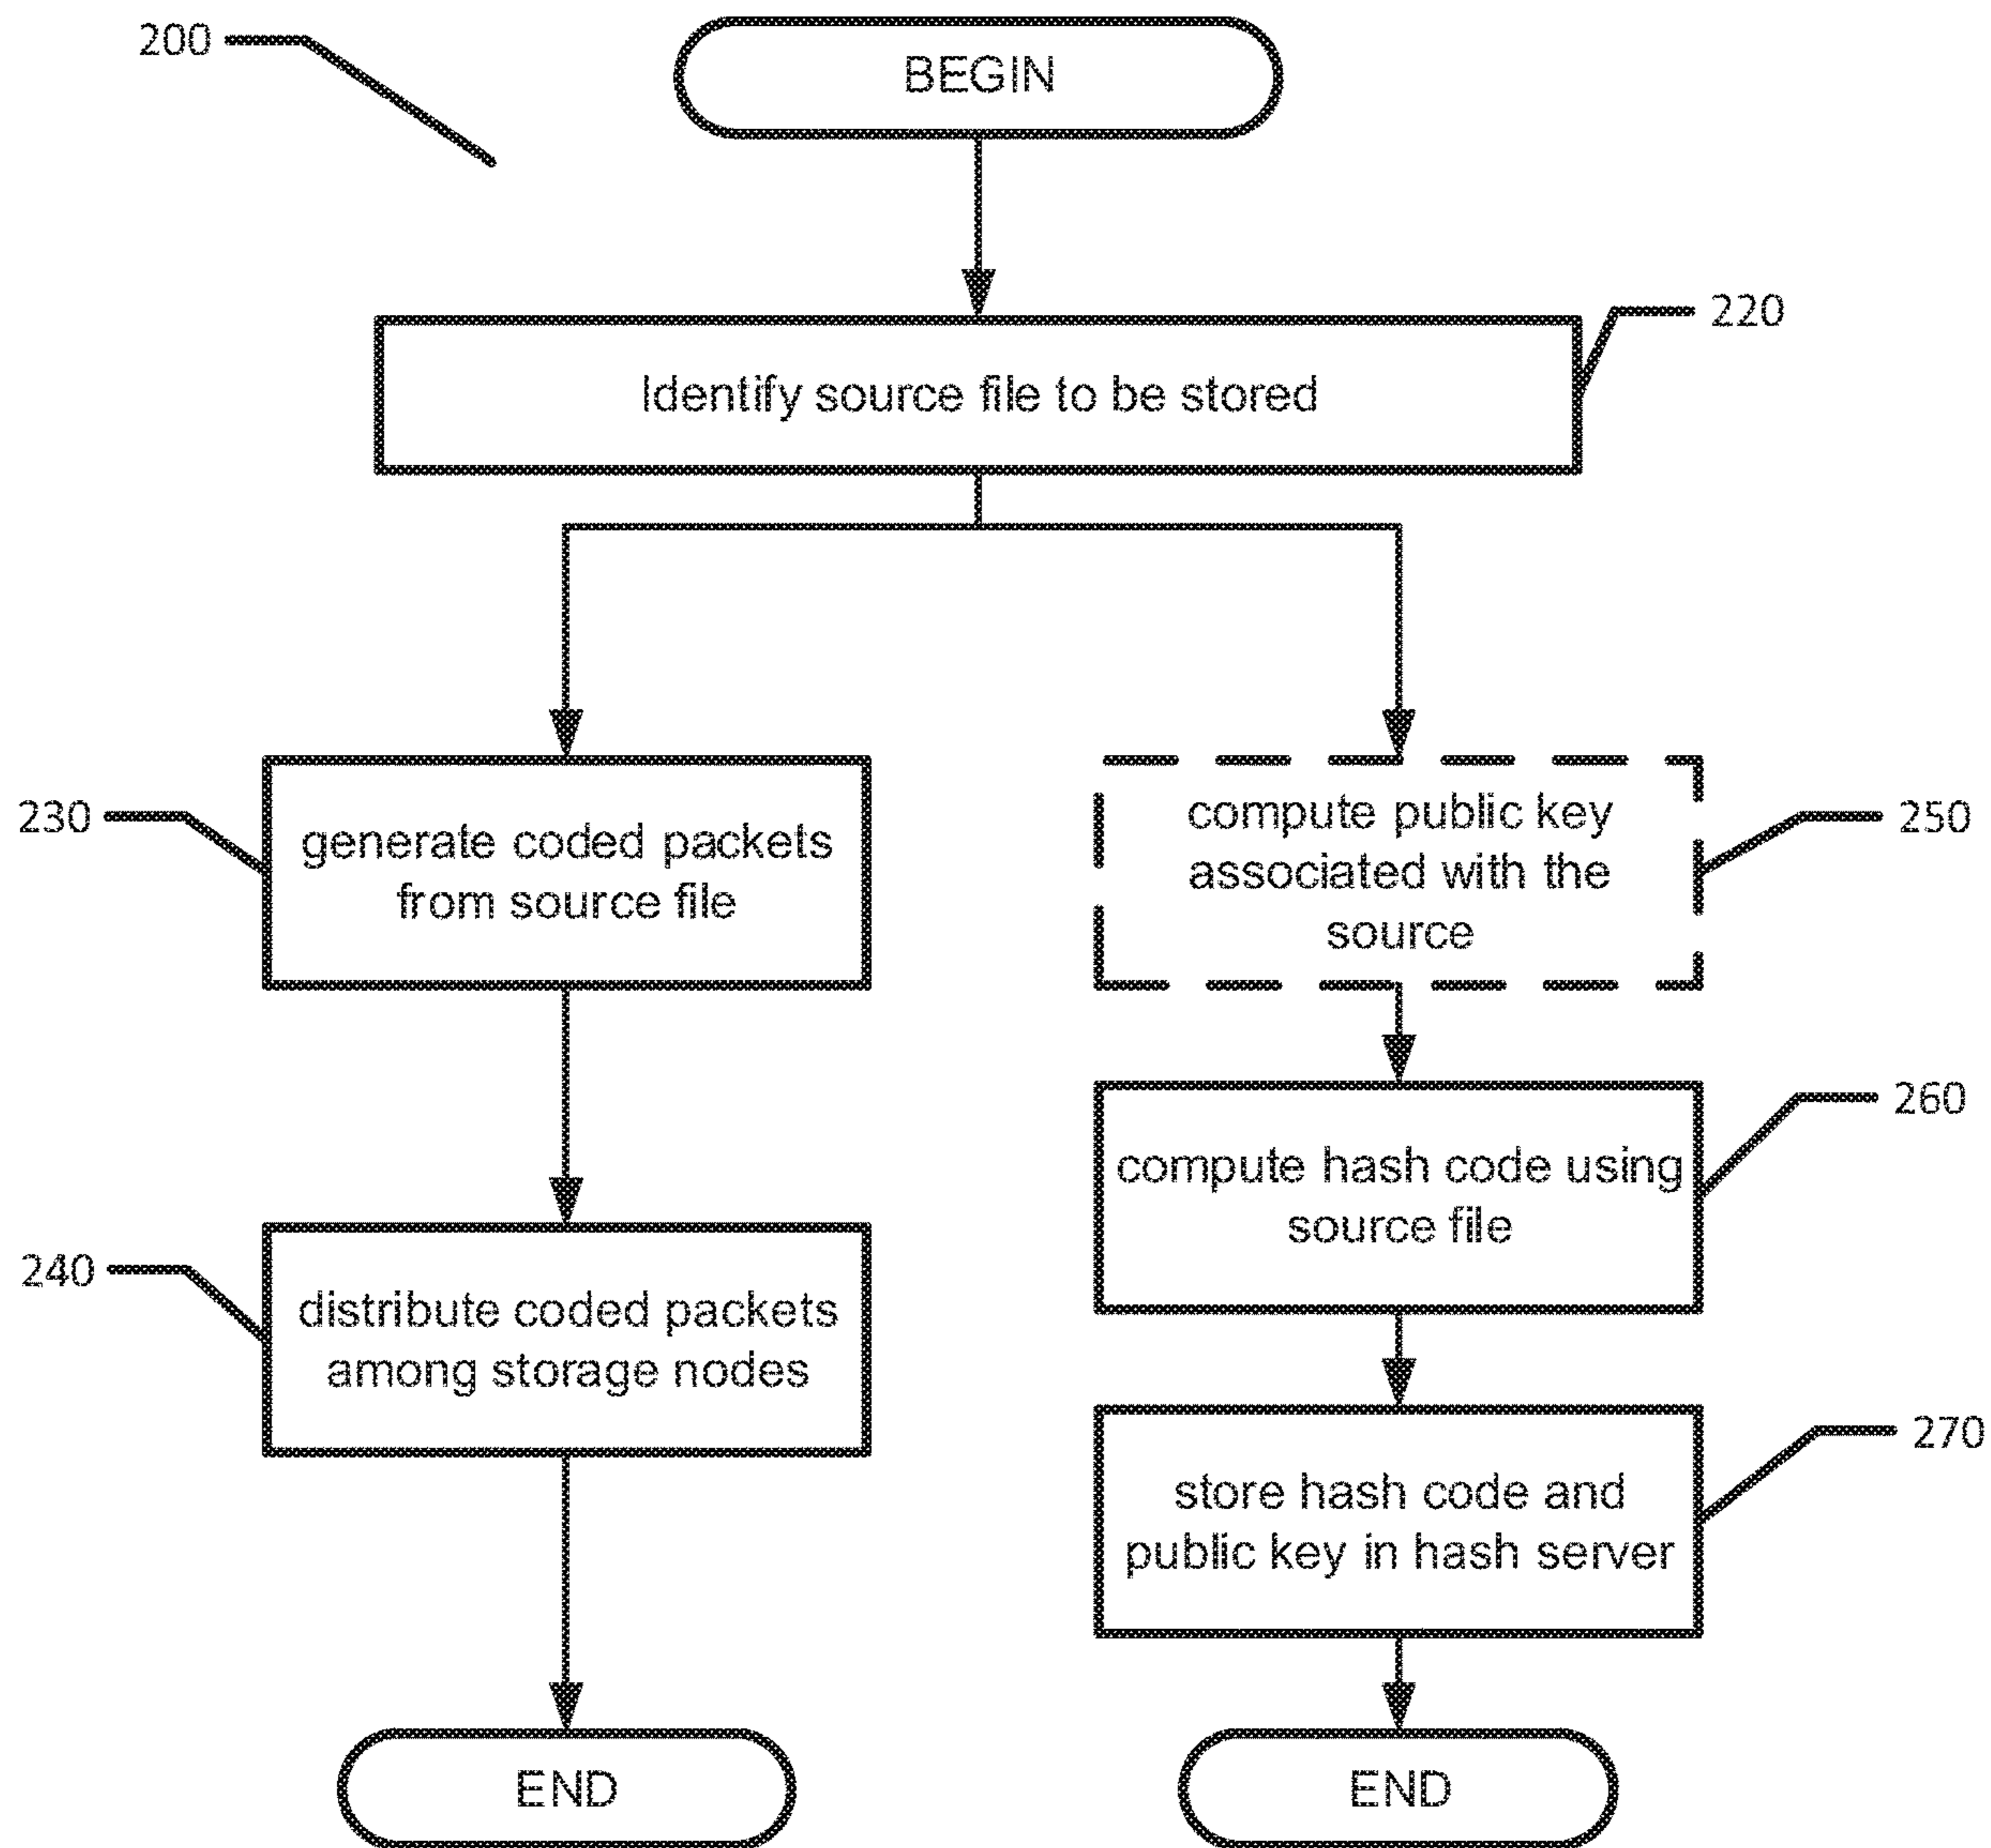 200
BEGIN
220
Identify source file to be stored
230
generate coded packets
from source file
compute public key
associated with the
source
250
260
compute hash code using
source file
240
distribute coded packets
among storage nodes
270
store hash code and
public key in hash server
END
END